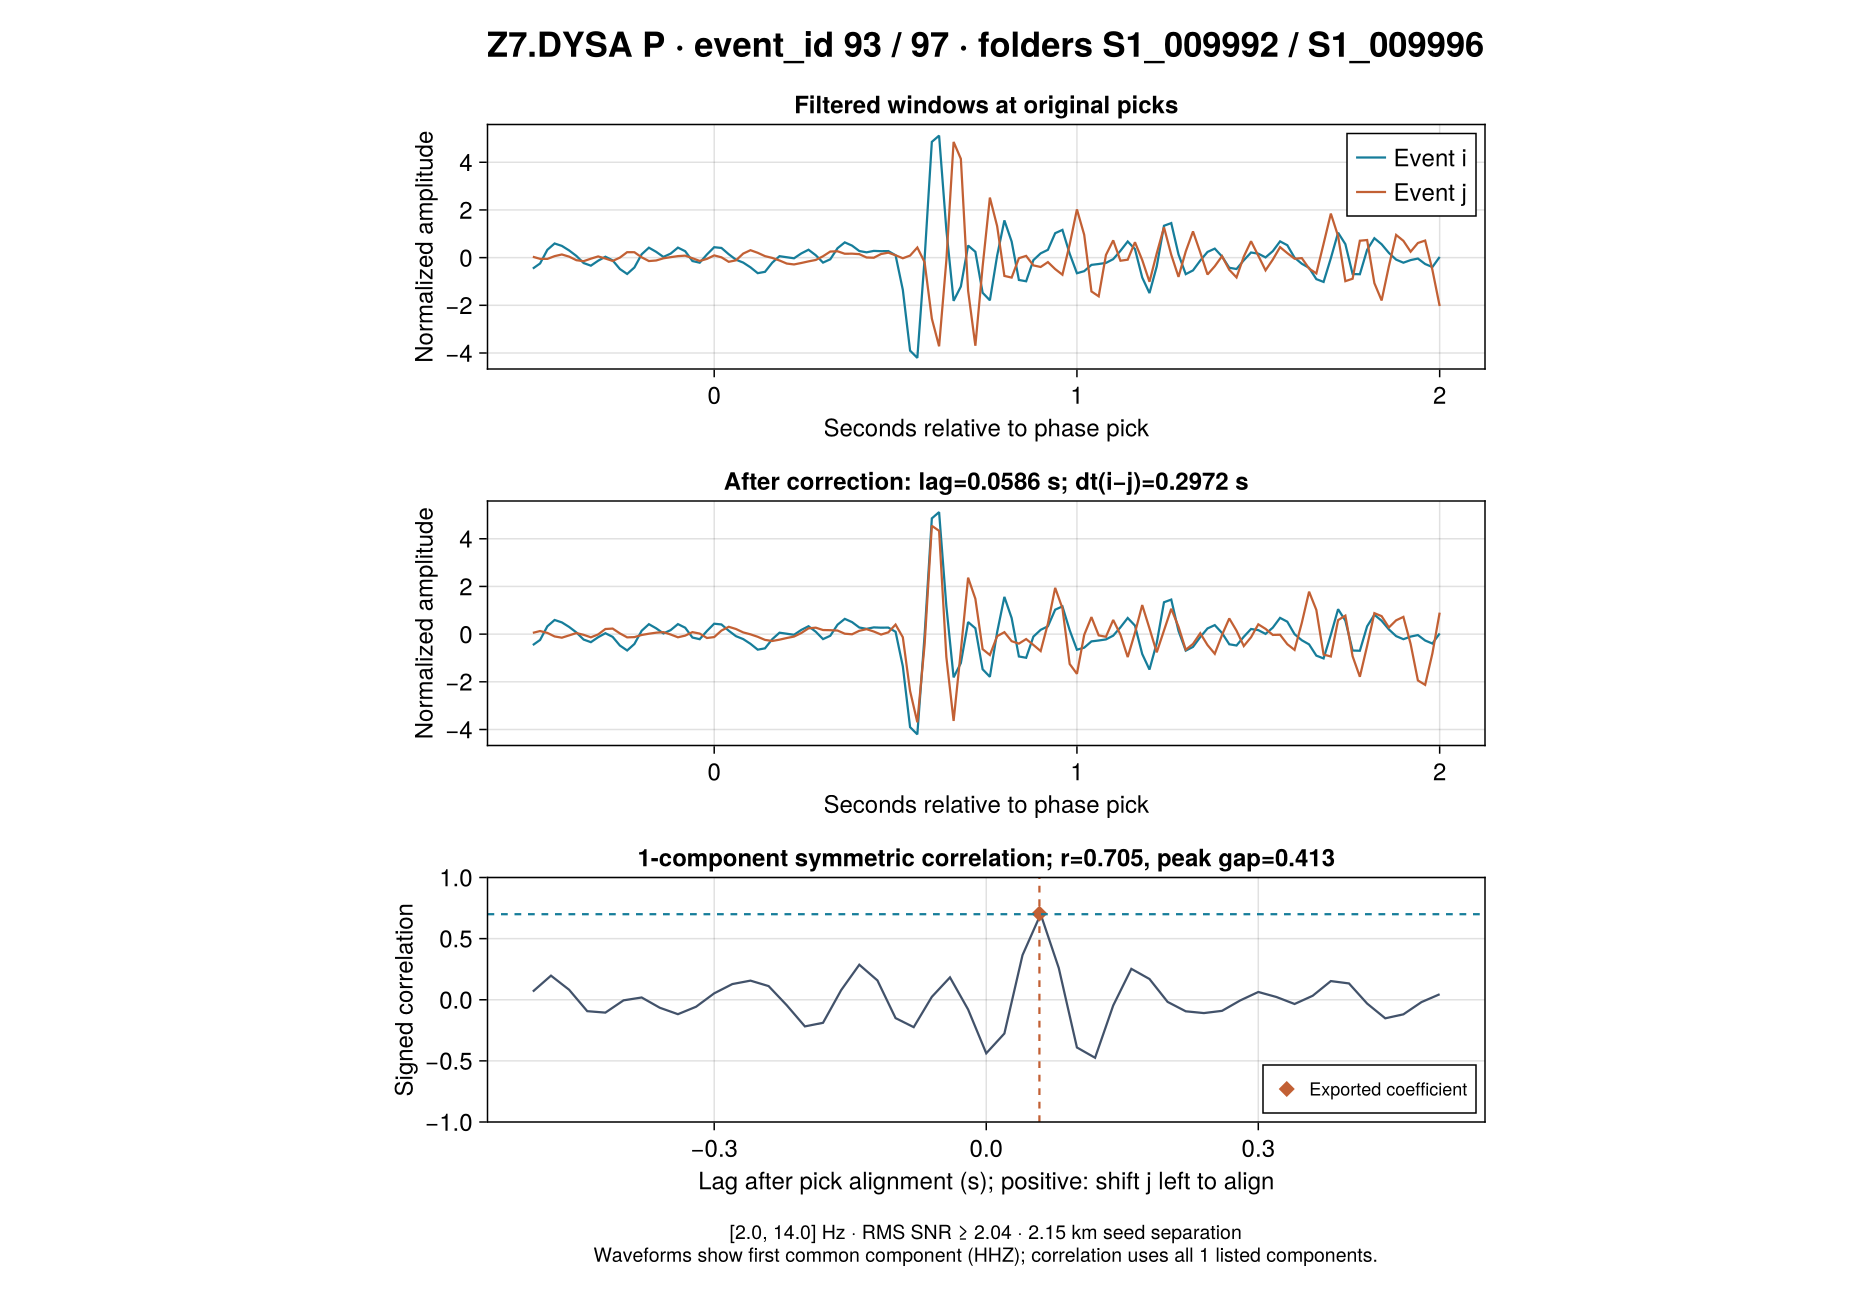 Z7.DYSA P · event_id 93 / 97 · folders S1_009992 / S1_009996
Filtered windows at original picks
Normalized amplitude
4
2
0
−2
−4
Event i
Event j
0
1
2
Seconds relative to phase pick
After correction: lag=0.0586 s; dt(i−j)=0.2972 s
Normalized amplitude
4
2
0
−2
−4
0
1
2
Seconds relative to phase pick
1-component symmetric correlation; r=0.705, peak gap=0.413
Signed correlation
1.0
0.5
0.0
−0.5
−1.0
Exported coefficient
−0.3
0.0
0.3
Lag after pick alignment (s); positive: shift j left to align
[2.0, 14.0] Hz · RMS SNR ≥ 2.04 · 2.15 km seed separation
Waveforms show first common component (HHZ); correlation uses all 1 listed components.